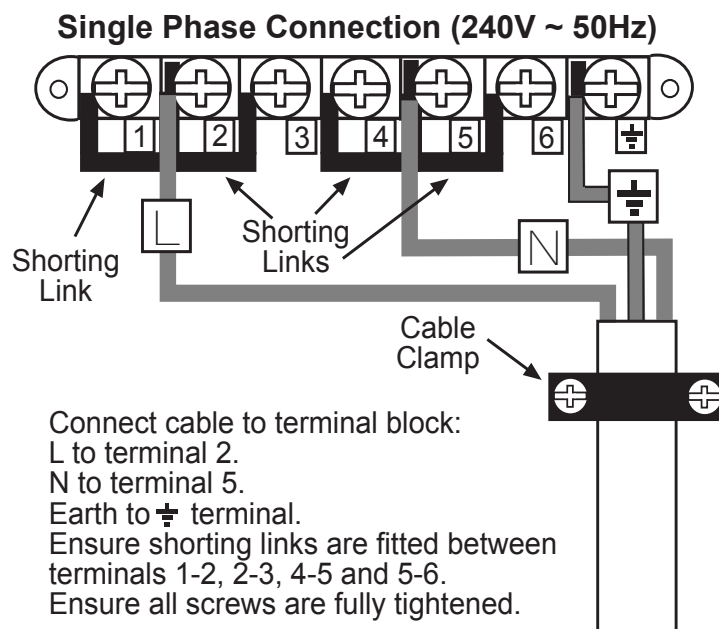 Single Phase Connection (240V ~ 50Hz)
1 2 3 4 5 6
L
N
Shorting
Link
Shorting
Links
Cable
Clamp
Connect cable to terminal block:
L to terminal 2.
N to terminal 5.
Earth to ⏚ terminal.
Ensure shorting links are fitted between
terminals 1-2, 2-3, 4-5 and 5-6.
Ensure all screws are fully tightened.